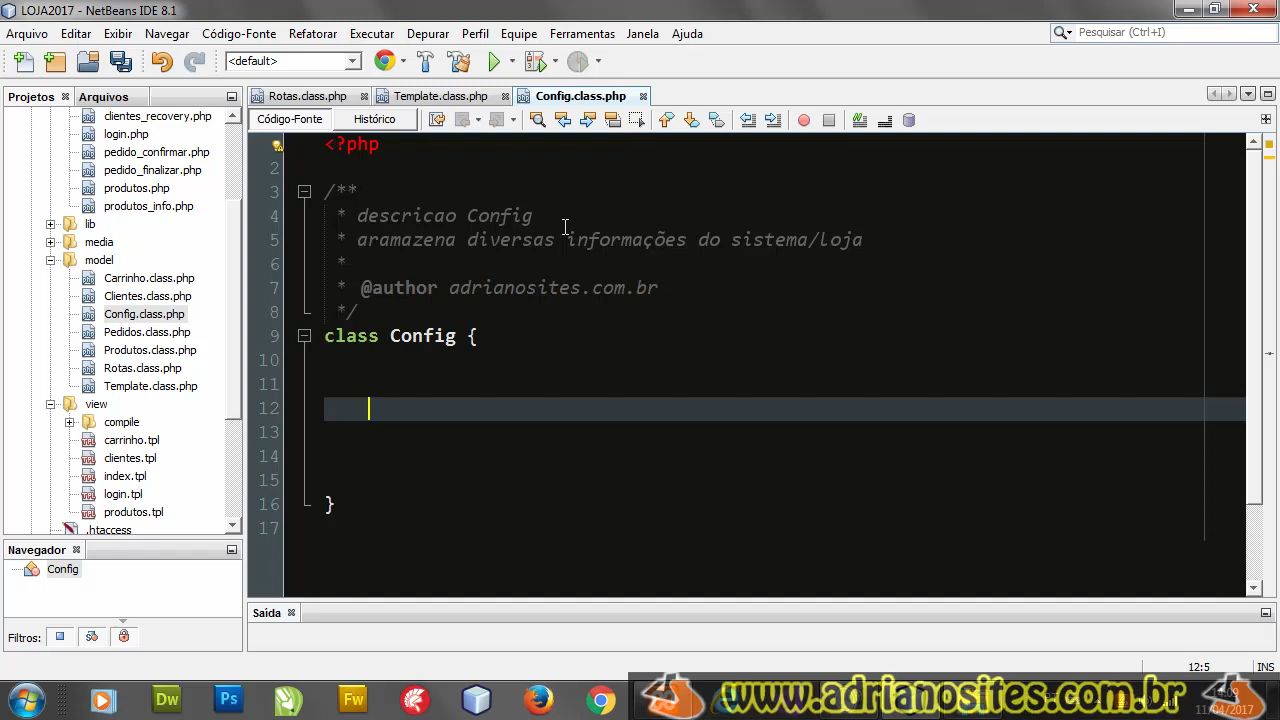 LOJA2017 - NetBeans IDE 8.1
Arquivo Editar Exibir Navegar Código-Fonte Refatorar Executar Depurar Perfil Equipe Ferramentas Janela Ajuda
Pesquisar (Ctrl+I)
<default>
Projetos Arquivos
Rotas.class.php Template.class.php Config.class.php
Código-Fonte Histórico
clientes_recovery.php
login.php
pedido_confirmar.php
pedido_finalizar.php
produtos.php
produtos_info.php
lib
media
model
Carrinho.class.php
Clientes.class.php
Config.class.php
Pedidos.class.php
Produtos.class.php
Rotas.class.php
Template.class.php
view
compile
carrinho.tpl
clientes.tpl
index.tpl
login.tpl
produtos.tpl
.htaccess
<?php
2
3 /**
4 * descricao Config
5 * aramazena diversas informações do sistema/loja
6 *
7 * @author adrianosites.com.br
8 */
9 class Config {
10
11
12
13
14
15
16 }
17
Navegador
Config
Filtros:
Saída
12:5 INS
Dw Ps Fw
www.adrianosites.com.br
14:09
11/04/2017